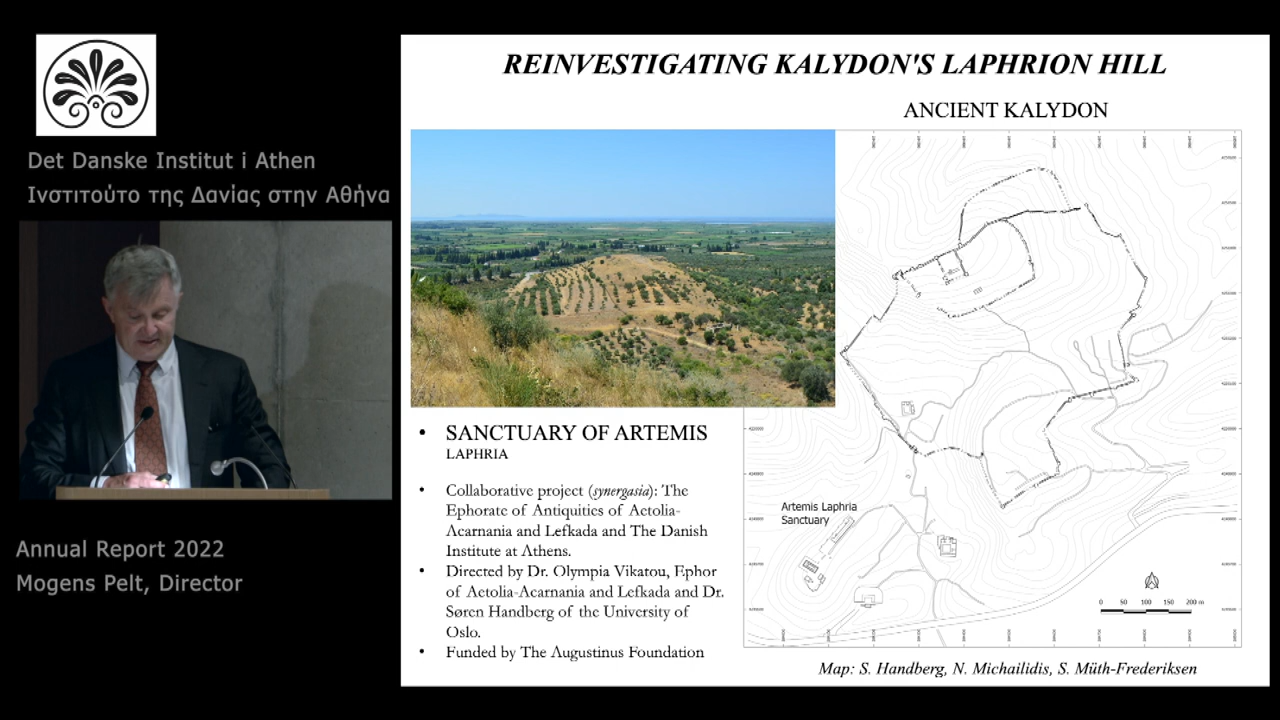 Det Danske Institut i Athen
Ινστιτούτο της Δανίας στην Αθήνα
Annual Report 2022
Mogens Pelt, Director
REINVESTIGATING KALYDON'S LAPHRION HILL
ANCIENT KALYDON
• SANCTUARY OF ARTEMIS
LAPHRIA
• Collaborative project (synergasia): The
Ephorate of Antiquities of Aetolia-
Acarnania and Lefkada and The Danish
Institute at Athens.
• Directed by Dr. Olympia Vikatou, Ephor
of Aetolia-Acarnania and Lefkada and Dr.
Søren Handberg of the University of
Oslo.
• Funded by The Augustinus Foundation
Artemis Laphria
Sanctuary
0 50 100 150 200 m
Map: S. Handberg, N. Michailidis, S. Müth-Frederiksen